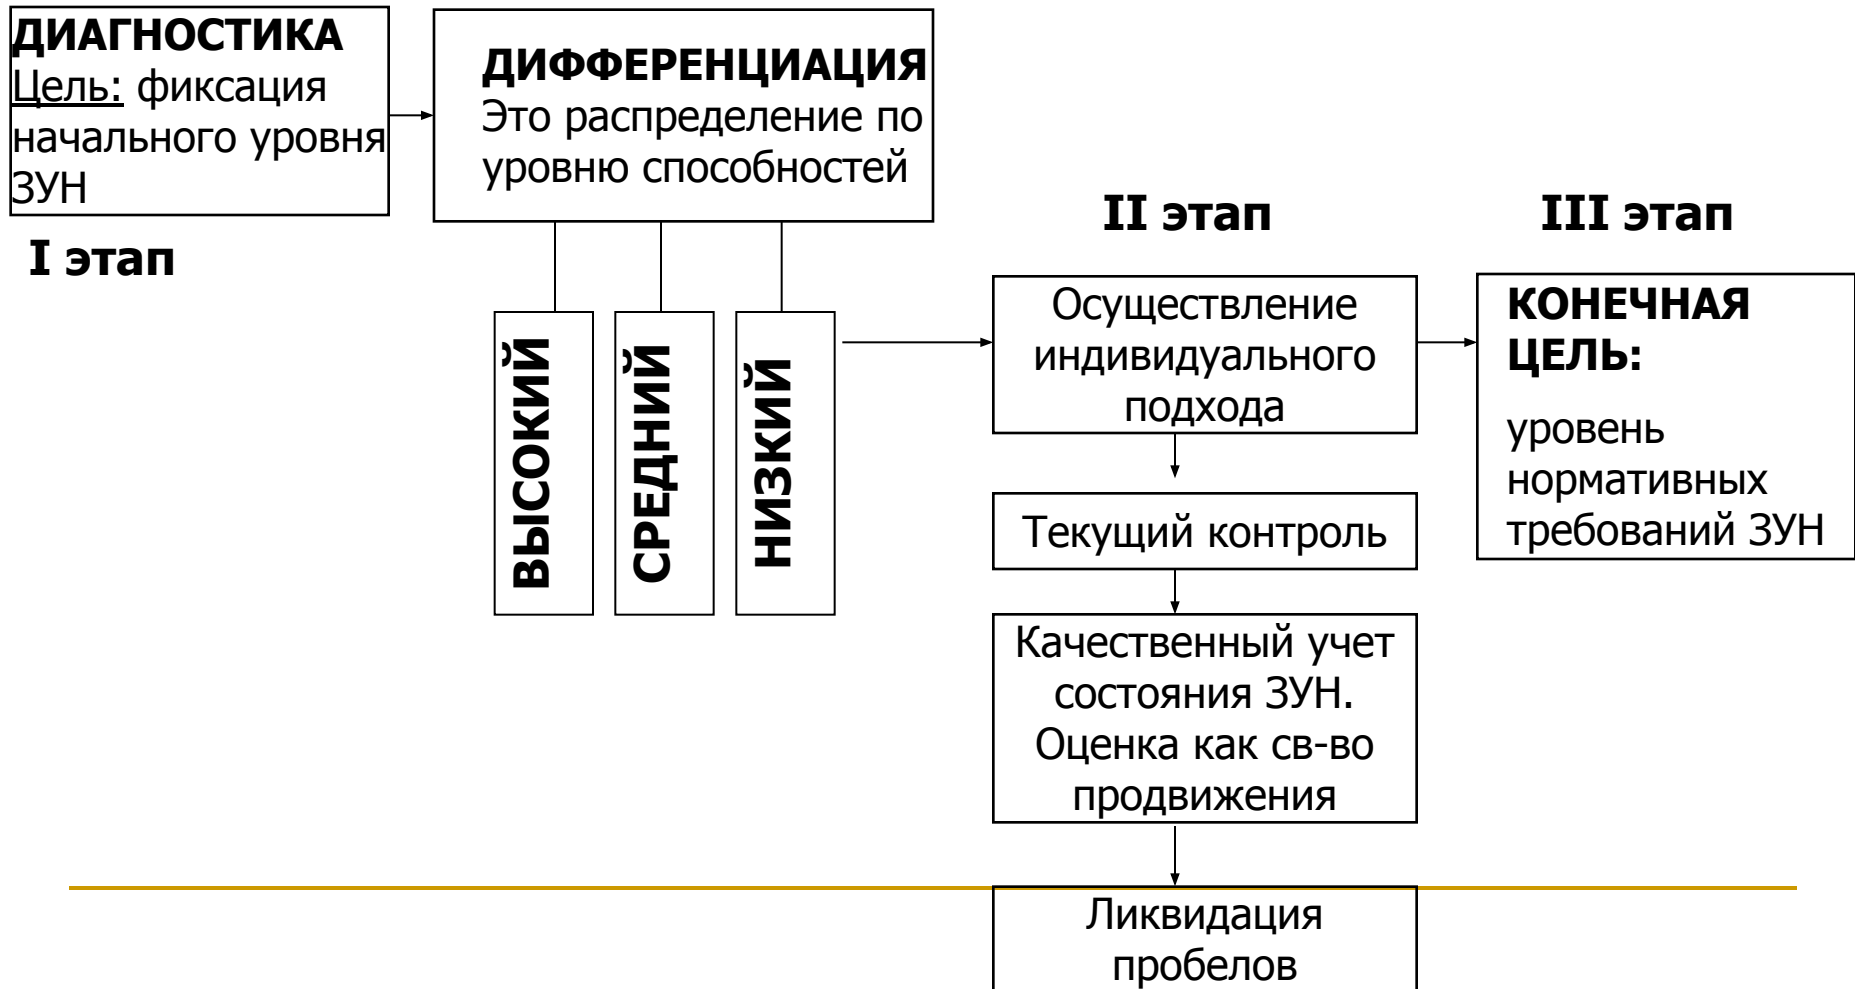 ДИАГНОСТИКА
Цель: фиксация
начального уровня
ЗУН
I этап
ДИФФЕРЕНЦИАЦИЯ
Это распределение по
уровню способностей
ВЫСОКИЙ
СРЕДНИЙ
НИЗКИЙ
II этап
Осуществление
индивидуального
подхода
Текущий контроль
Качественный учет
состояния ЗУН.
Оценка как св-во
продвижения
Ликвидация
пробелов
III этап
КОНЕЧНАЯ
ЦЕЛЬ:
уровень
нормативных
требований ЗУН